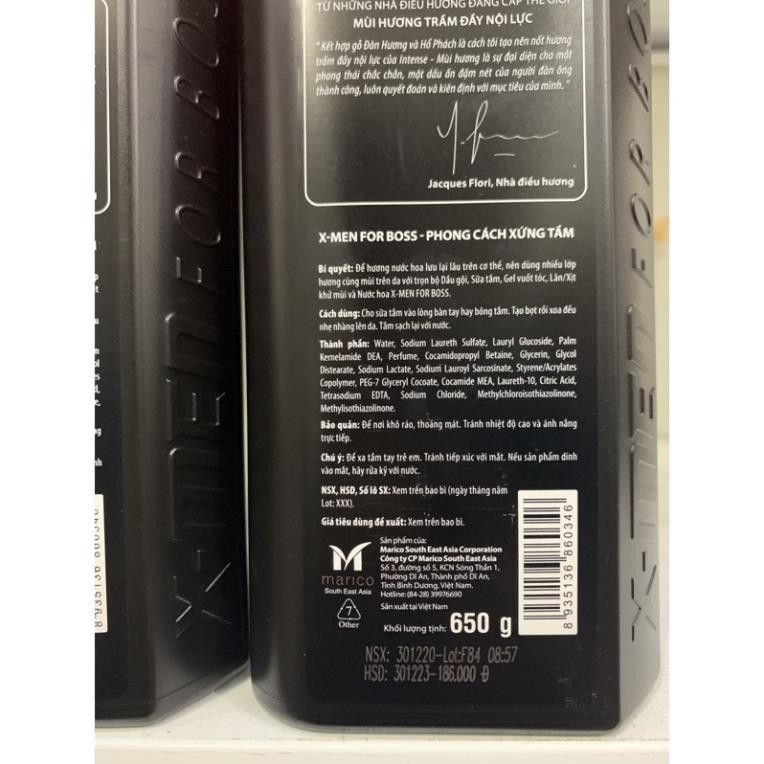 TỪ NHỮNG NHÀ ĐIỀU HƯƠNG ĐẲNG CẤP THẾ GIỚI
MÙI HƯƠNG TRẦM ĐẦY NỘI LỰC
" Kết hợp gỗ Đàn Hương và Hổ Phách là cách tôi tạo nên nốt hương
trầm đầy nội lực của Intense - Mùi hương là sự đại diện cho một
phong thái chắc chắn, một dấu ấn đậm nét của người đàn ông
thành công, luôn quyết đoán và kiên định với mục tiêu của mình. "
Jacques Flori, Nhà điều hương
X-MEN FOR BOSS - PHONG CÁCH XỨNG TẦM
Bí quyết: Để hương nước hoa lưu lại lâu trên cơ thể, nên dùng nhiều lớp
hương cùng mùi trên da với trọn bộ Dầu gội, Sữa tắm, Gel vuốt tóc, Lăn/Xịt
khử mùi và Nước hoa X-MEN FOR BOSS.
Cách dùng: Cho sữa tắm vào lòng bàn tay hay bông tắm. Tạo bọt rồi xoa đều
nhẹ nhàng lên da. Tắm sạch lại với nước.
Thành phần: Water, Sodium Laureth Sulfate, Lauryl Glucoside, Palm
Kernelamide DEA, Perfume, Cocamidopropyl Betaine, Glycerin, Glycol
Distearate, Sodium Lactate, Sodium Lauroyl Sarcosinate, Styrene/Acrylates
Copolymer, PEG-7 Glyceryl Cocoate, Cocamide MEA, Laureth-10, Citric Acid,
Tetrasodium EDTA, Sodium Chloride, Methylchloroisothiazolinone,
Methylisothiazolinone.
Bảo quản: Để nơi khô ráo, thoáng mát. Tránh nhiệt độ cao và ánh nắng
trực tiếp.
Chú ý: Để xa tầm tay trẻ em. Tránh tiếp xúc với mắt. Nếu sản phẩm dính
vào mắt, hãy rửa kỹ với nước.
NSX, HSD, Số lô SX: Xem trên bao bì (ngày tháng năm
Lot: XXX).
Giá tiêu dùng đề xuất: Xem trên bao bì.
marico
South East Asia
7
Other
Sản phẩm của:
Marico South East Asia Corporation
Công ty CP Marico South East Asia
Số 3, đường số 5, KCN Sóng Thần 1,
Phường Dĩ An, Thành phố Dĩ An,
Tỉnh Bình Dương, Việt Nam.
Hotline: (84-28) 39976690
Sản xuất tại Việt Nam
Khối lượng tịnh: 650 g
8 935136 860346
NSX: 301220-Lot:F84 08:57
HSD: 301223-186.000 Đ
X-MEN FOR BO
X-MEN FOR BOS